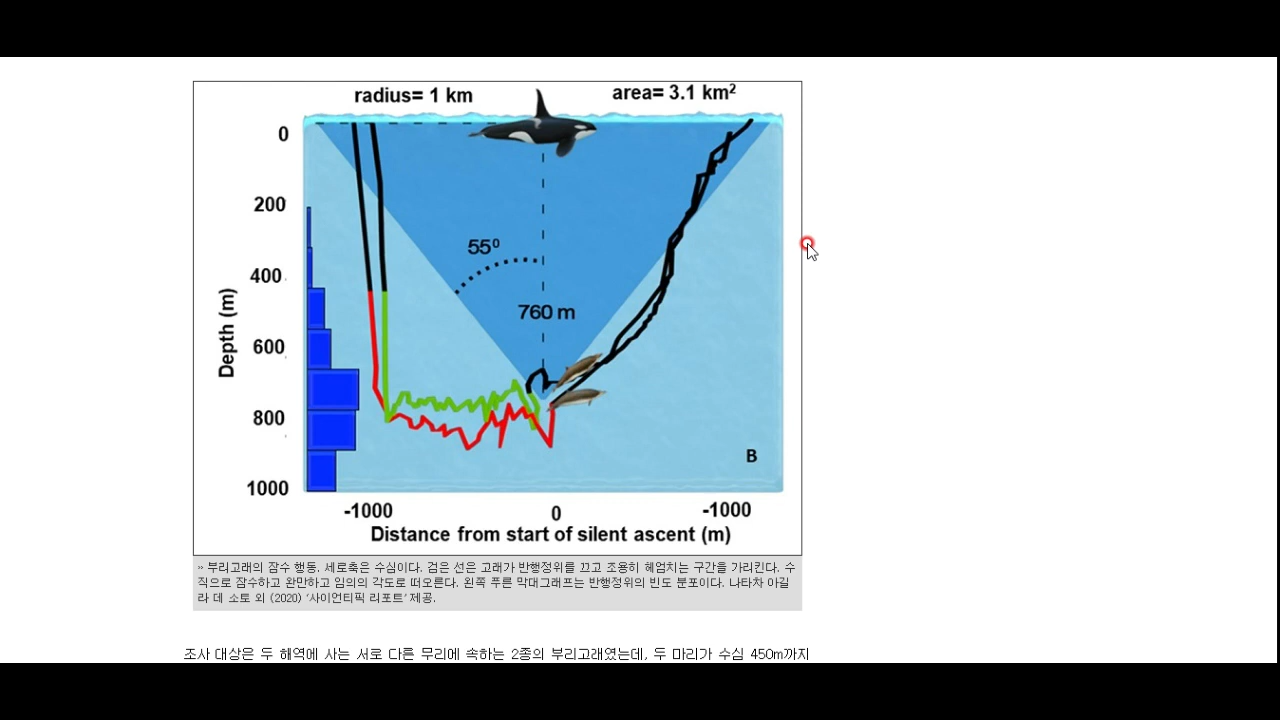 radius= 1 km
area= 3.1 km²
0
200
400
600
800
1000
Depth (m)
55⁰
760 m
B
-1000
0
-1000
Distance from start of silent ascent (m)
» 부리고래의 잠수 행동. 세로축은 수심이다. 검은 선은 고래가 반행정위를 끄고 조용히 헤엄치는 구간을 가리킨다. 수
직으로 잠수하고 완만하고 임의의 각도로 떠오른다. 왼쪽 푸른 막대그래프는 반행정위의 빈도 분포이다. 나타차 아길
라 데 소토 외 (2020) '사이언티픽 리포트' 제공.
조사 대상은 두 해역에 사는 서로 다른 무리에 속하는 2종의 부리고래였는데, 두 마리가 수심 450m까지